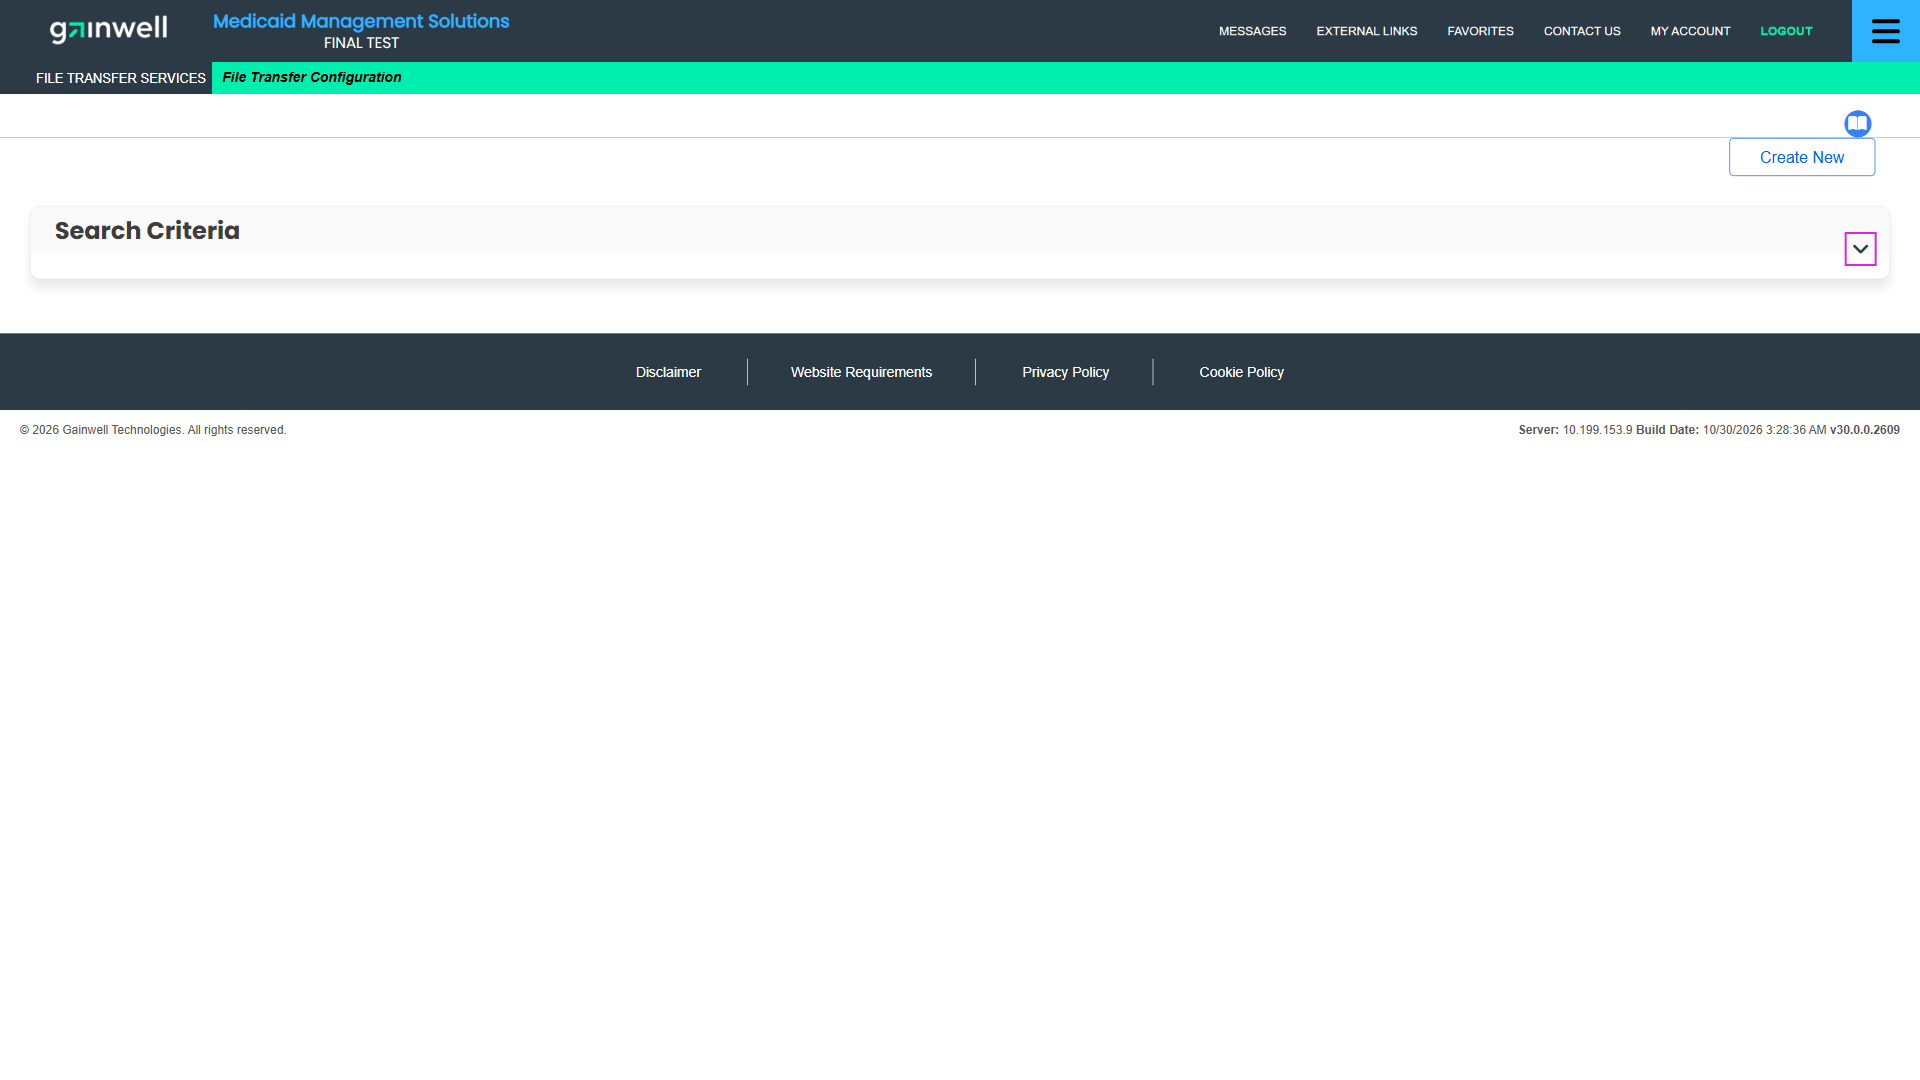 gainwell
Medicaid Management Solutions
FINAL TEST
MESSAGES
EXTERNAL LINKS
FAVORITES
CONTACT US
MY ACCOUNT
LOGOUT
FILE TRANSFER SERVICES
File Transfer Configuration
Create New
Search Criteria
Disclaimer
Website Requirements
Privacy Policy
Cookie Policy
© 2026 Gainwell Technologies. All rights reserved.
Server: 10.199.153.9 Build Date: 10/30/2026 3:28:36 AM v30.0.0.2609